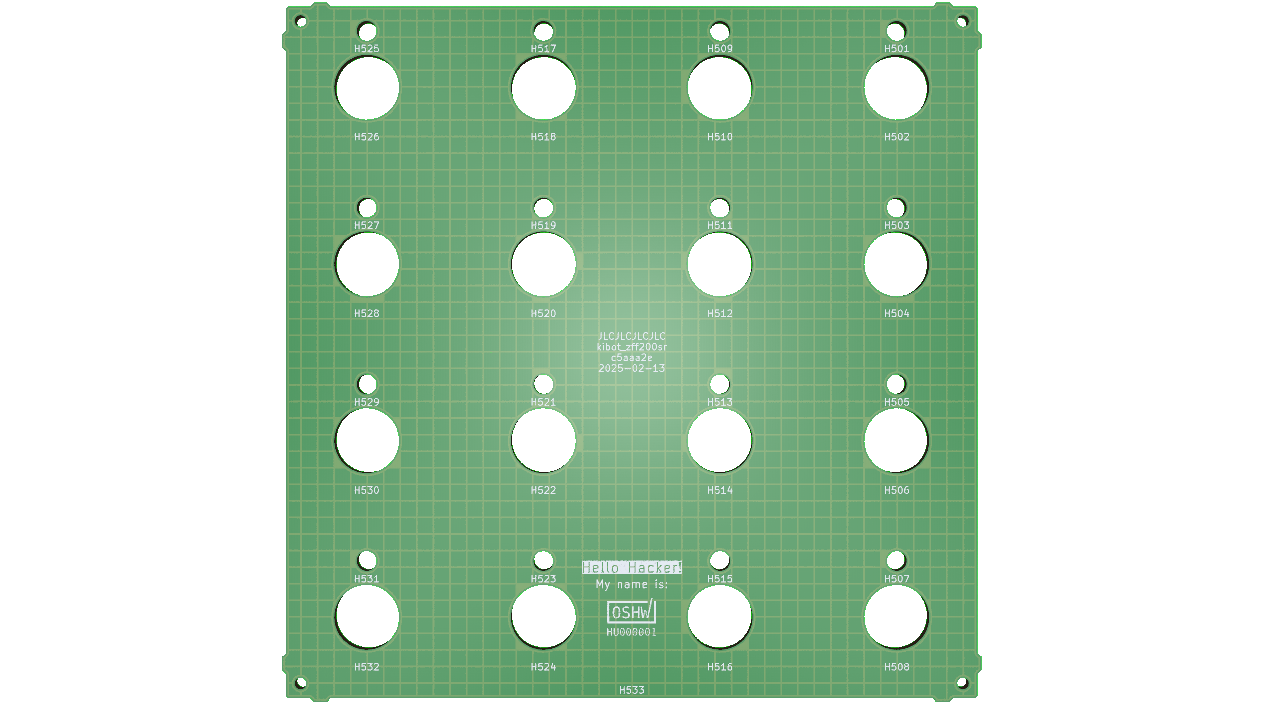 H525 H517 H509 H501
H526 H518 H510 H502
H527 H519 H511 H503
H528 H520 H512 H504
JLCJLCJLCJLC
kibot_zff200sr
c5aaa2e
2025-02-13
H529 H521 H513 H505
H530 H522 H514 H506
Hello Hacker!
H531 H523 H515 H507
My name is:
OSHW
HU00B001
H532 H524 H516 H508
H533